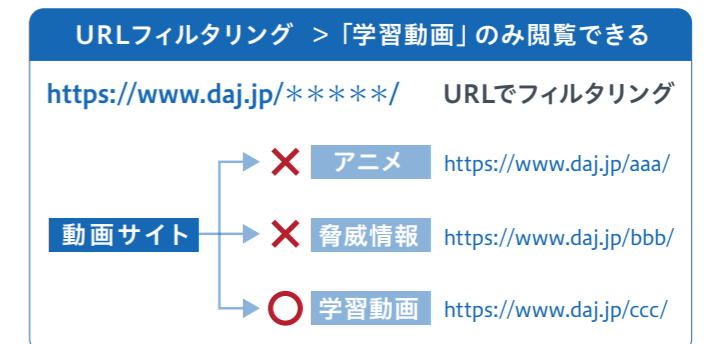 URLフィルタリング ＞「学習動画」のみ閲覧できる
https://www.daj.jp/＊＊＊＊＊/ URLでフィルタリング
アニメ https://www.daj.jp/aaa/
動画サイト 脅威情報 https://www.daj.jp/bbb/
学習動画 https://www.daj.jp/ccc/